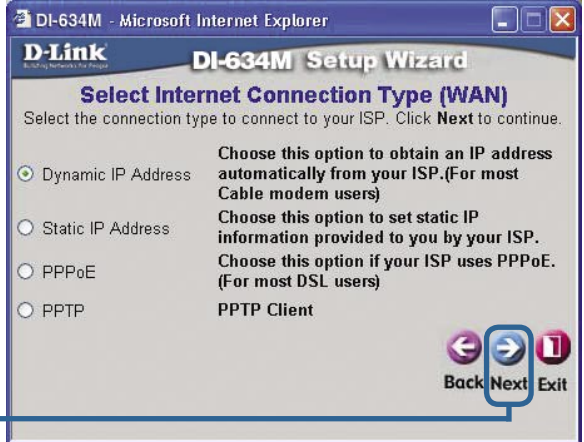 DI-634M - Microsoft Internet Explorer
D-Link
Building Networks for People
DI-634M Setup Wizard
Select Internet Connection Type (WAN)
Select the connection type to connect to your ISP. Click Next to continue.
Dynamic IP Address
Choose this option to obtain an IP address
automatically from your ISP.(For most
Cable modem users)
Static IP Address
Choose this option to set static IP
information provided to you by your ISP.
PPPoE
Choose this option if your ISP uses PPPoE.
(For most DSL users)
PPTP
PPTP Client
Back Next Exit